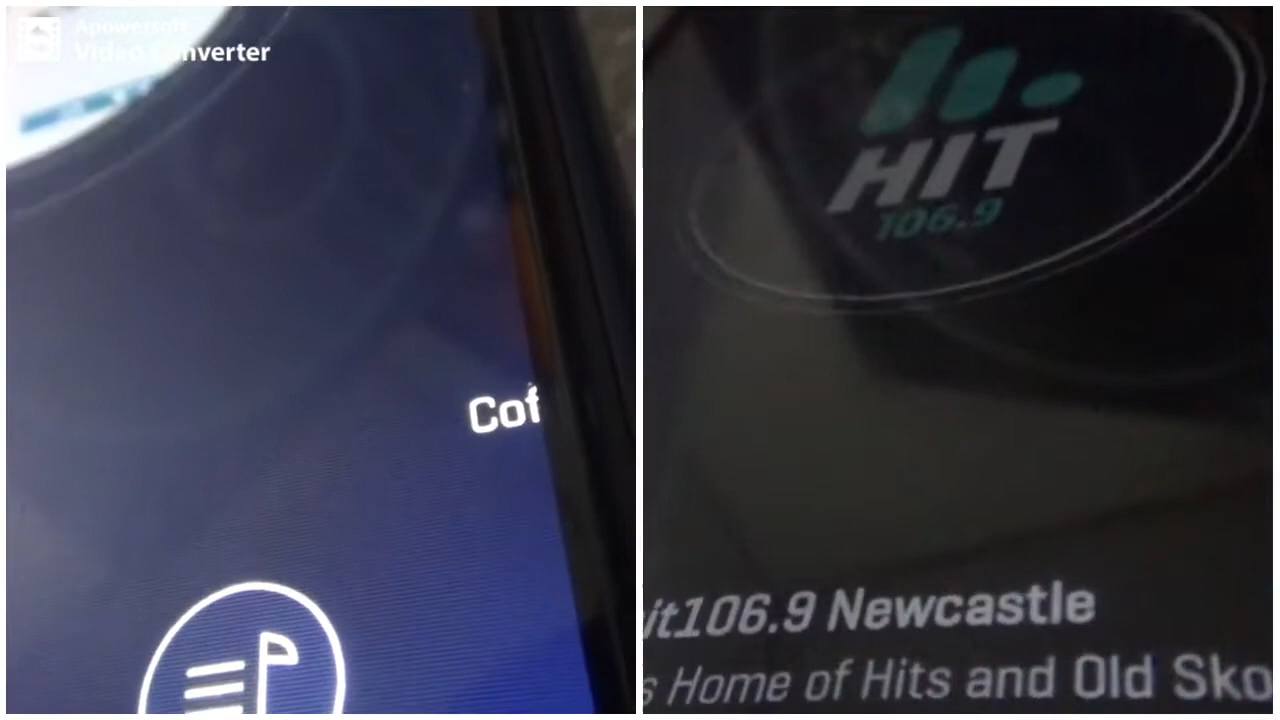 Apowersoft
Video Converter
Cof
HIT
106.9
it106.9 Newcastle
s Home of Hits and Old Sko